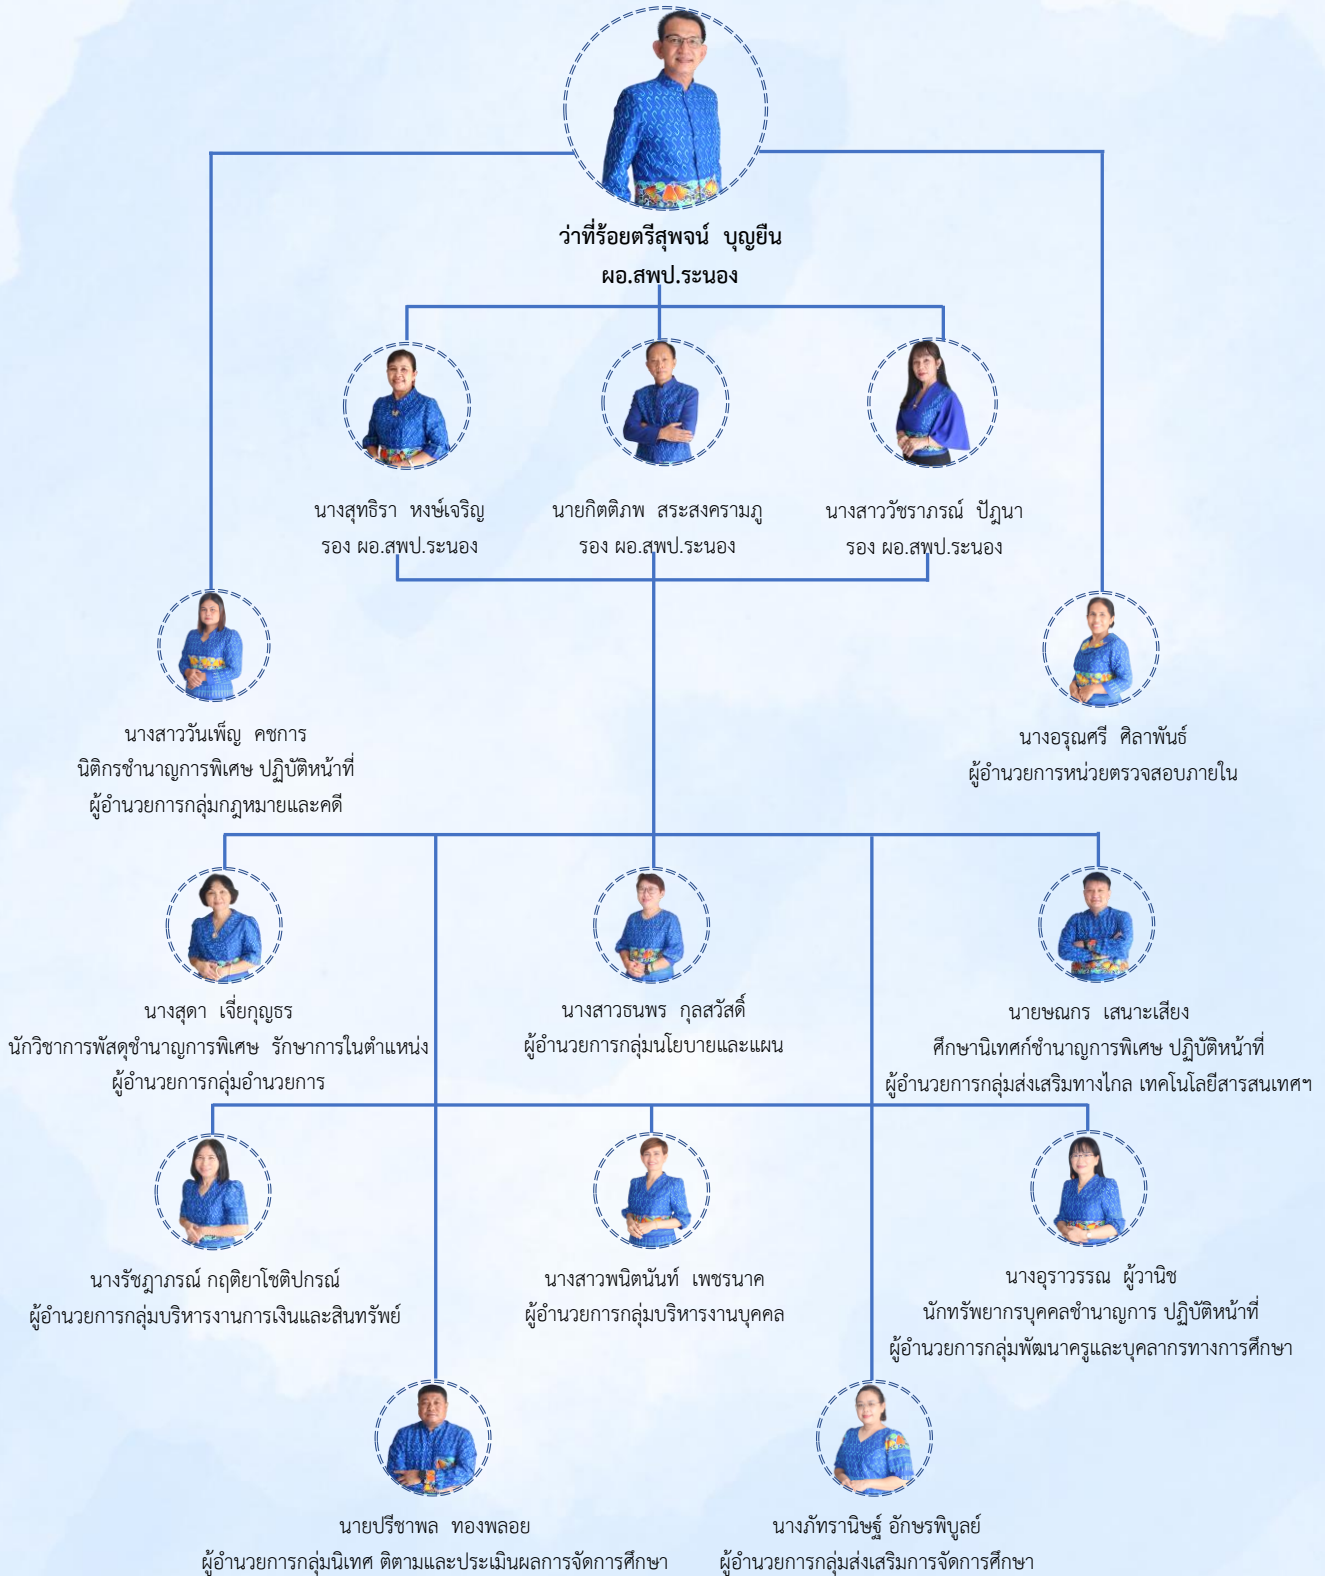 ว่าที่ร้อยตรีสุพจน์ บุญยืน
ผอ.สพป.ระนอง
นางสุทธิรา หงษ์เจริญ
รอง ผอ.สพป.ระนอง
นายกิตติภพ สระสงครามภู
รอง ผอ.สพป.ระนอง
นางสาววัชราภรณ์ ปัฎนา
รอง ผอ.สพป.ระนอง
นางสาววันเพ็ญ คชการ
นิติกรชำนาญการพิเศษ ปฏิบัติหน้าที่
ผู้อำนวยการกลุ่มกฎหมายและคดี
นางอรุณศรี ศิลาพันธ์
ผู้อำนวยการหน่วยตรวจสอบภายใน
นางสุดา เจี่ยกุญธร
นักวิชาการพัสดุชำนาญการพิเศษ รักษาการในตำแหน่ง
ผู้อำนวยการกลุ่มอำนวยการ
นางสาวธนพร กุลสวัสดิ์
ผู้อำนวยการกลุ่มนโยบายและแผน
นายษณกร เสนาะเสียง
ศึกษานิเทศก์ชำนาญการพิเศษ ปฏิบัติหน้าที่
ผู้อำนวยการกลุ่มส่งเสริมทางไกล เทคโนโลยีสารสนเทศฯ
นางรัชฎาภรณ์ กฤติยาโชติปกรณ์
ผู้อำนวยการกลุ่มบริหารงานการเงินและสินทรัพย์
นางสาวพนิตนันท์ เพชรนาค
ผู้อำนวยการกลุ่มบริหารงานบุคคล
นางอุราวรรณ ผู้วานิช
นักทรัพยากรบุคคลชำนาญการ ปฏิบัติหน้าที่
ผู้อำนวยการกลุ่มพัฒนาครูและบุคลากรทางการศึกษา
นายปรีชาพล ทองพลอย
ผู้อำนวยการกลุ่มนิเทศ ติตามและประเมินผลการจัดการศึกษา
นางภัทรานิษฐ์ อักษรพิบูลย์
ผู้อำนวยการกลุ่มส่งเสริมการจัดการศึกษา